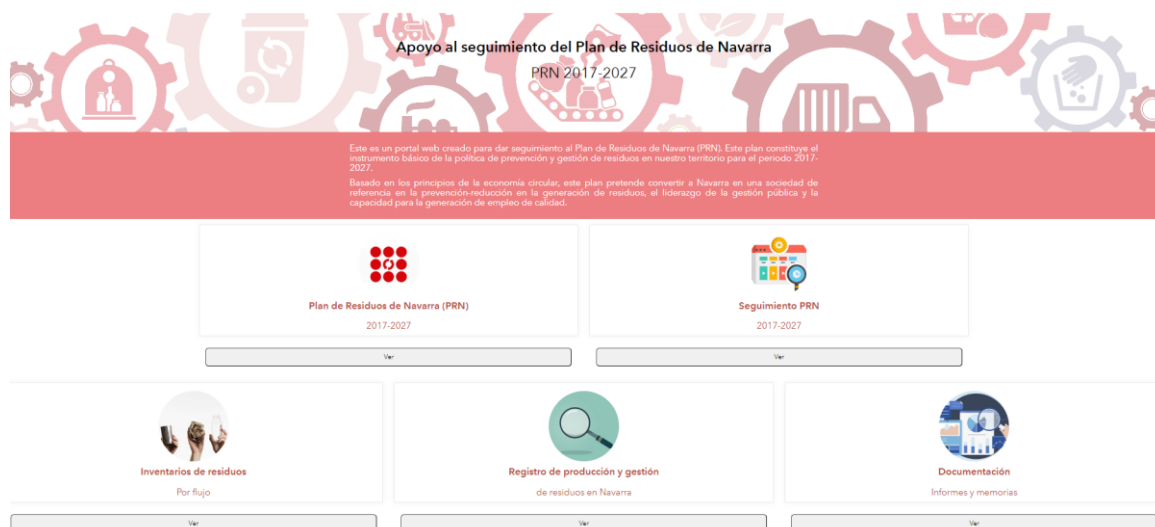 Apoyo al seguimiento del Plan de Residuos de Navarra
PRN 2017-2027
Este es un portal web creado para dar seguimiento al Plan de Residuos de Navarra (PRN). Este plan constituye el
instrumento básico de la política de prevención y gestión de residuos en nuestro territorio para el periodo 2017-
2027.
Basado en los principios de la economía circular, este plan pretende convertir a Navarra en una sociedad de
referencia en la prevención-reducción en la generación de residuos, el liderazgo de la gestión pública y la
capacidad para la generación de empleo de calidad.
Plan de Residuos de Navarra (PRN)
2017-2027
Seguimiento PRN
2017-2027
Ver
Ver
Inventarios de residuos
Por flujo
Registro de producción y gestión
de residuos en Navarra
Documentación
Informes y memorias
Ver
Ver
Ver